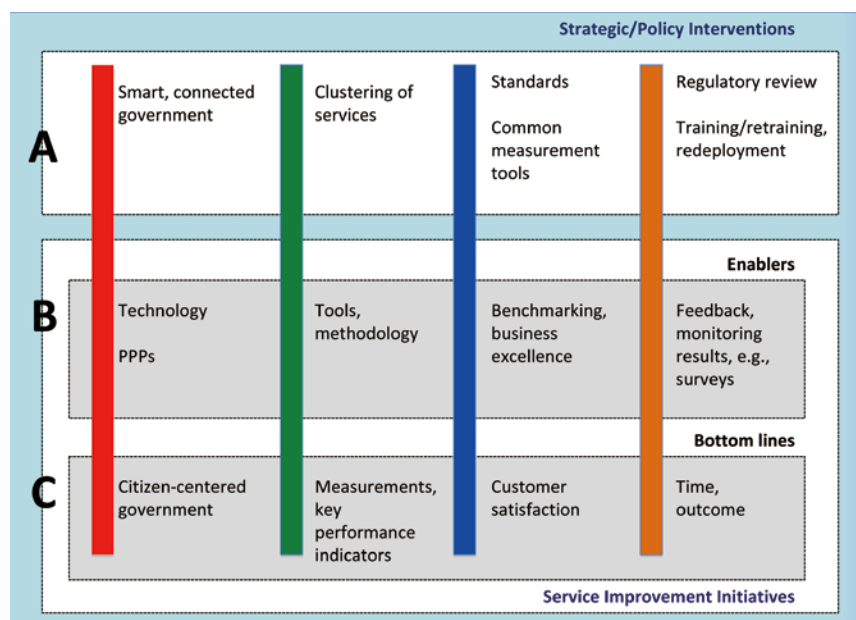 Strategic/Policy Interventions
A
Smart, connected
government
Clustering of
services
Standards
Common
measurement
tools
Regulatory review
Training/retraining,
redeployment
Enablers
B
Technology
PPPs
Tools,
methodology
Benchmarking,
business
excellence
Feedback,
monitoring
results, e.g.,
surveys
Bottom lines
C
Citizen-centered
government
Measurements,
key
performance
indicators
Customer
satisfaction
Time,
outcome
Service Improvement Initiatives